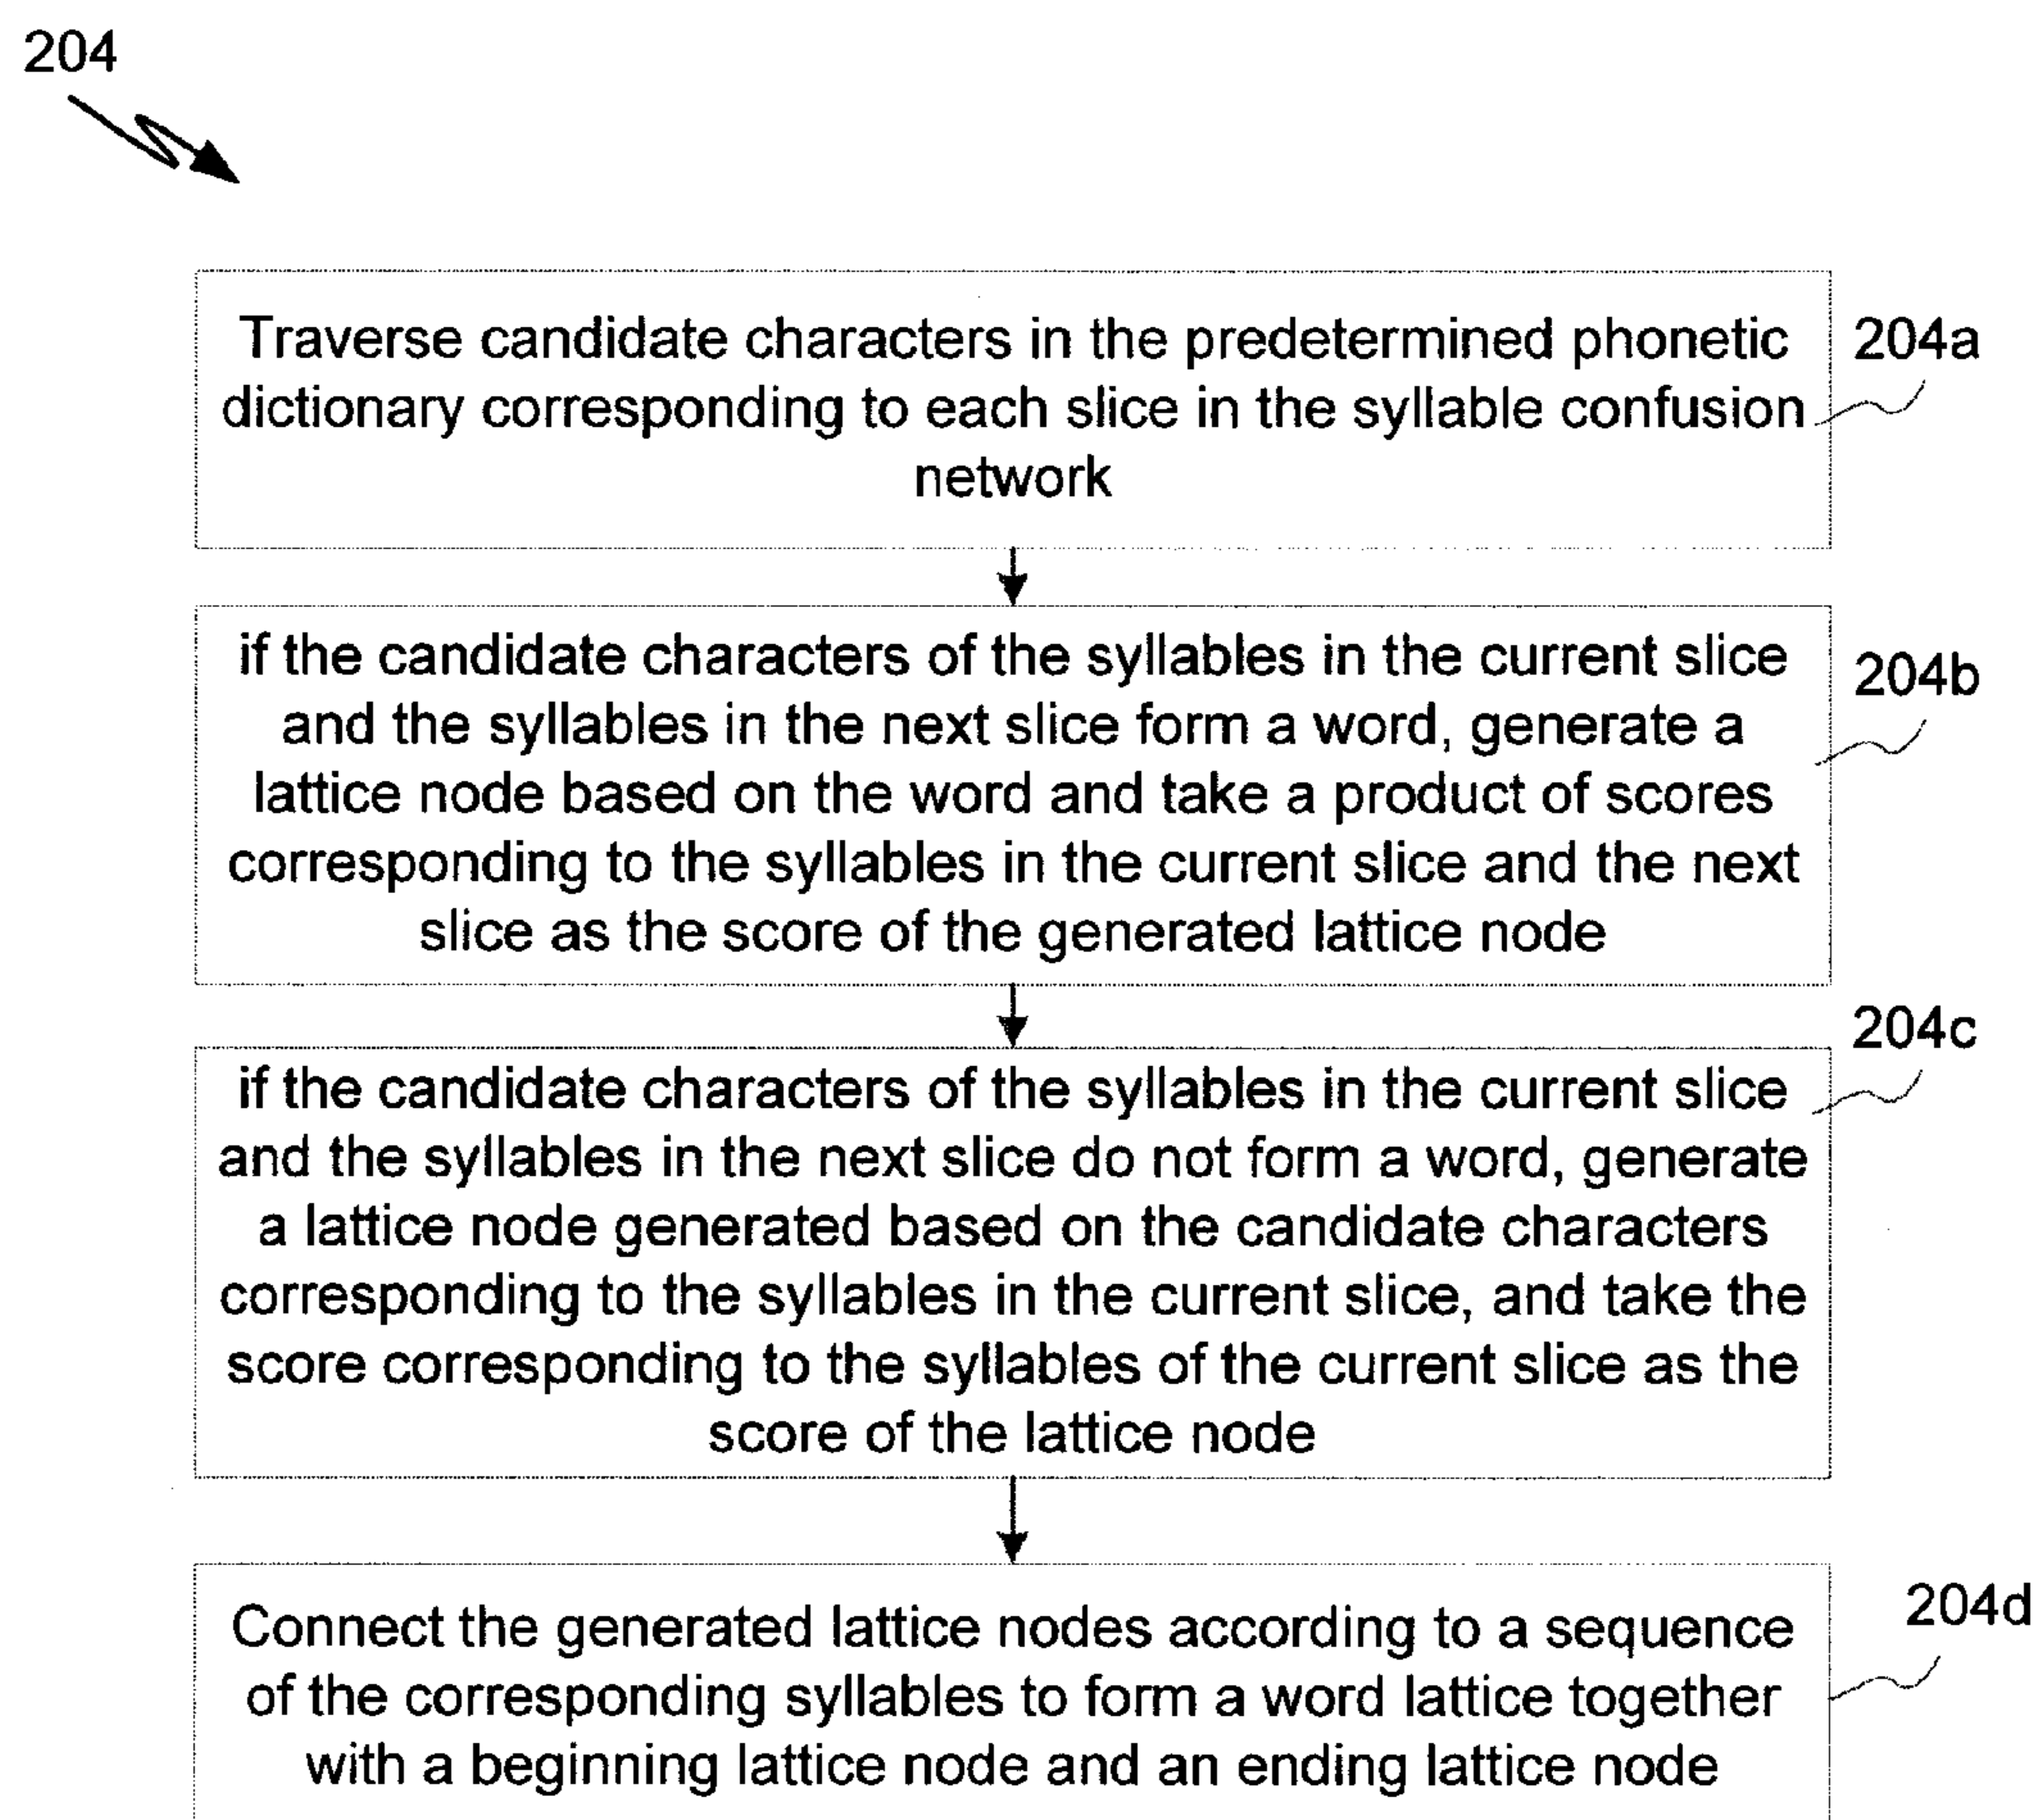 204
Traverse candidate characters in the predetermined phonetic
dictionary corresponding to each slice in the syllable confusion
network
204a
if the candidate characters of the syllables in the current slice
and the syllables in the next slice form a word, generate a
lattice node based on the word and take a product of scores
corresponding to the syllables in the current slice and the next
slice as the score of the generated lattice node
204b
if the candidate characters of the syllables in the current slice
and the syllables in the next slice do not form a word, generate
a lattice node generated based on the candidate characters
corresponding to the syllables in the current slice, and take the
score corresponding to the syllables of the current slice as the
score of the lattice node
204c
Connect the generated lattice nodes according to a sequence
of the corresponding syllables to form a word lattice together
with a beginning lattice node and an ending lattice node
204d